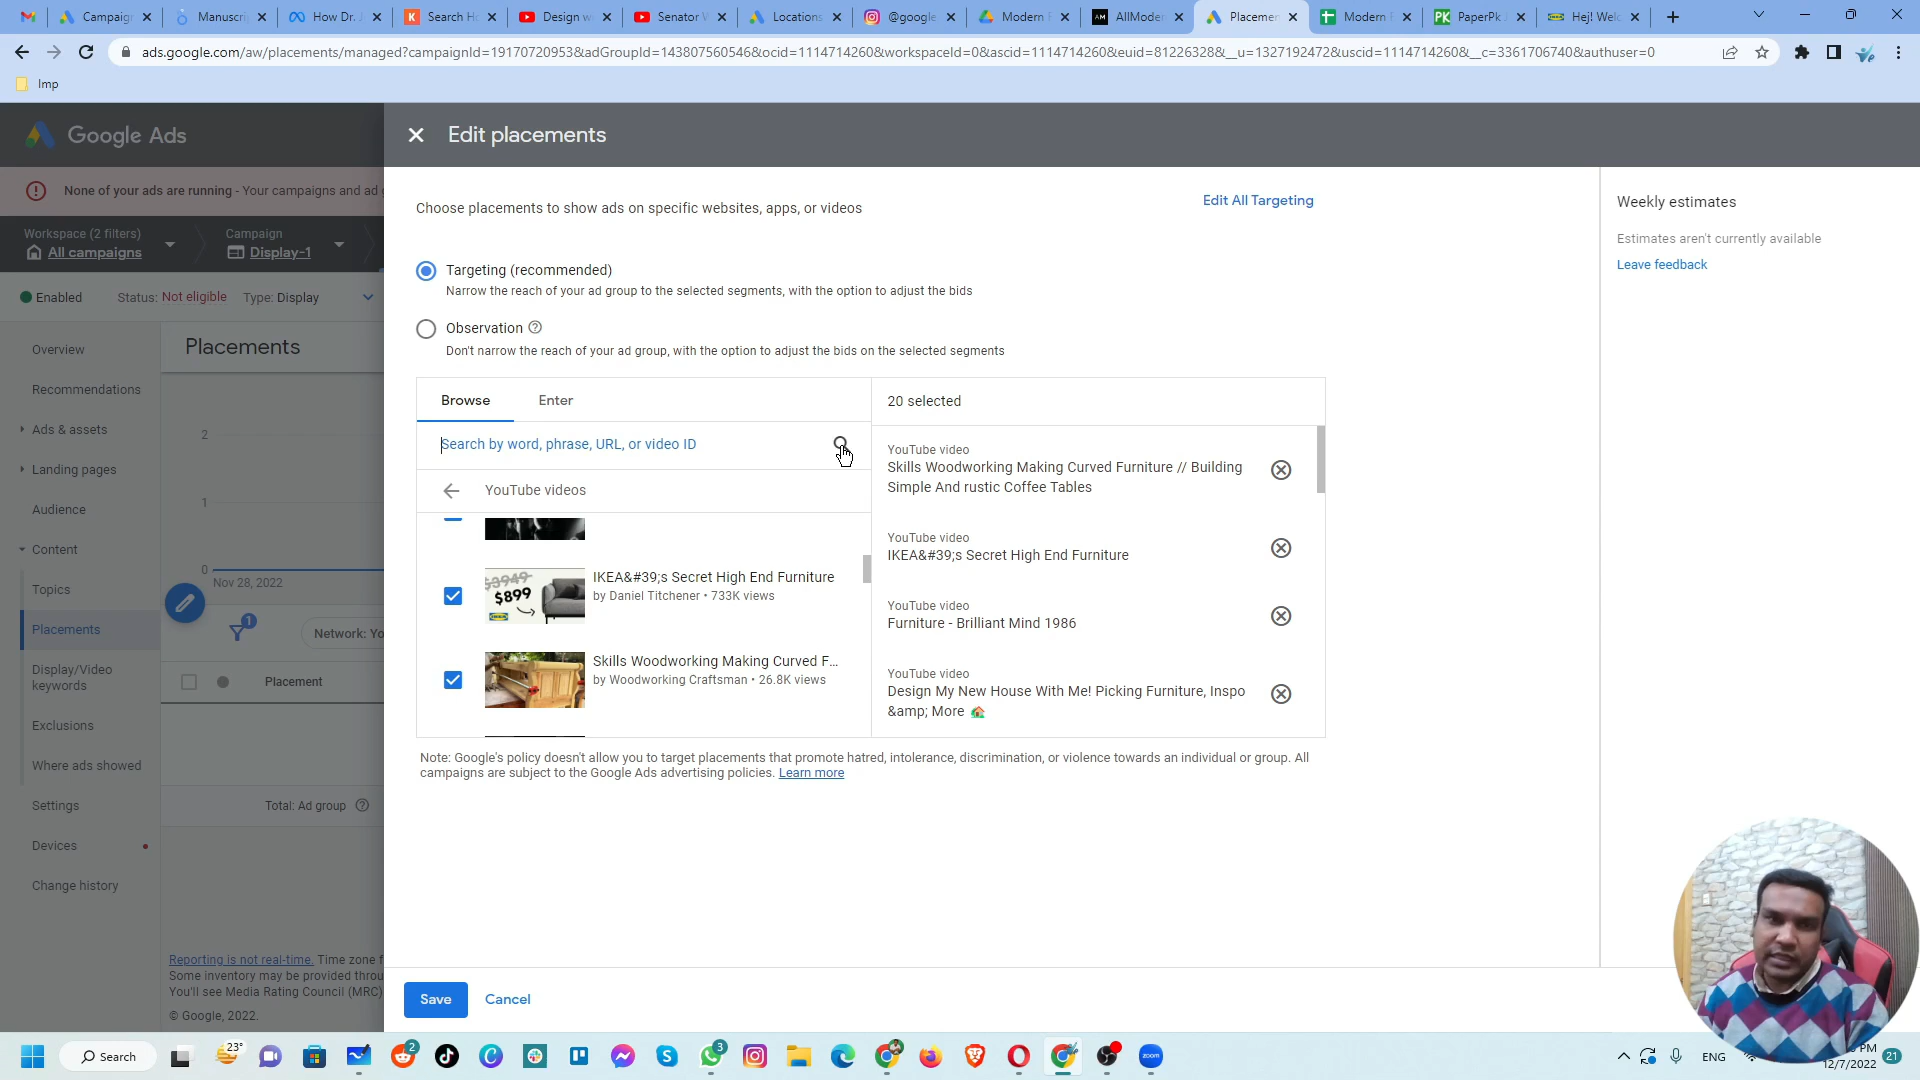 Campaign
Manuscri
How Dr. J
Search Ho
Design w
Senator V
Locations
@google
Modern F
AllModer
Placemen
Modern
PaperPk
Hej! Welc
ads.google.com/aw/placements/managed?campaignId=19170720953&adGroupId=143807560546&ocid=1114714260&workspaceId=0&ascid=1114714260&euid=81226328&__u=1327192472&uscid=1114714260&__c=3361706740&authuser=0
Imp
Google Ads
Edit placements
None of your ads are running - Your campaigns and ad
Workspace (2 filters)
All campaigns
Campaign
Display-1
Enabled
Status: Not eligible
Type: Display
Overview
Recommendations
Ads & assets
Landing pages
Audience
Content
Topics
Placements
Display/Video
keywords
Exclusions
Where ads showed
Settings
Devices
Change history
Placements
2
1
0
Nov 28, 2022
1
Network: Yo
Placement
Total: Ad group
Reporting is not real-time. Time zone f
Some inventory may be provided throu
You'll see Media Rating Council (MRC)
© Google, 2022.
Choose placements to show ads on specific websites, apps, or videos
Edit All Targeting
Targeting (recommended)
Narrow the reach of your ad group to the selected segments, with the option to adjust the bids
Observation
Don't narrow the reach of your ad group, with the option to adjust the bids on the selected segments
Browse
Enter
Search by word, phrase, URL, or video ID
YouTube videos
$3949
$899
IKEA&#39;s Secret High End Furniture
by Daniel Titchener • 733K views
Skills Woodworking Making Curved F...
by Woodworking Craftsman • 26.8K views
20 selected
YouTube video
Skills Woodworking Making Curved Furniture // Building
Simple And rustic Coffee Tables
YouTube video
IKEA&#39;s Secret High End Furniture
YouTube video
Furniture - Brilliant Mind 1986
YouTube video
Design My New House With Me! Picking Furniture, Inspo
&amp; More
Note: Google's policy doesn't allow you to target placements that promote hatred, intolerance, discrimination, or violence towards an individual or group. All
campaigns are subject to the Google Ads advertising policies. Learn more
Save
Cancel
Weekly estimates
Estimates aren't currently available
Leave feedback
Search
23°
2
3
zoom
ENG
PM
12/7/2022
21